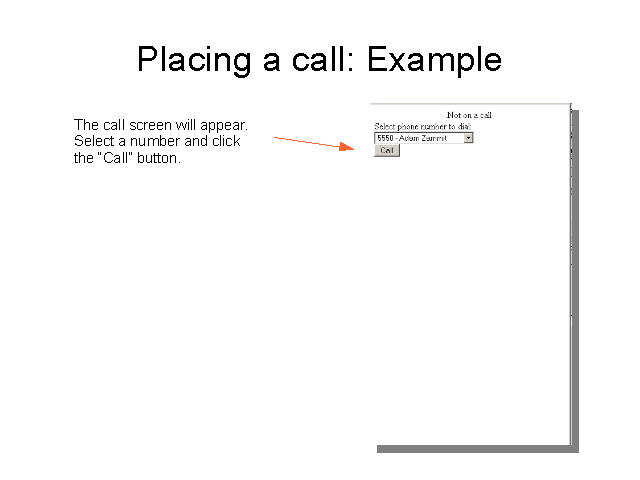 Placing a call: Example
The call screen will appear.
Select a number and click
the “Call” button.
Not on a call
Select phone number to dial:
5550 - Adam Zammit
Call